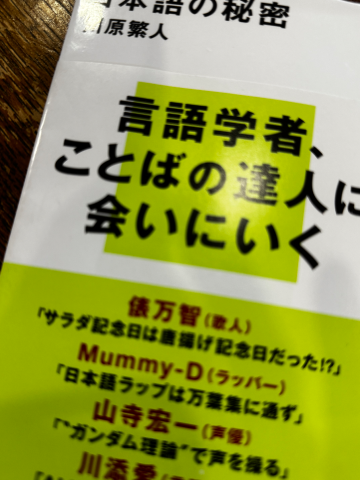 日本語の秘密
川原繁人
言語学者、
ことばの達人に
会いにいく
俵万智(歌人)
「サラダ記念日は唐揚げ記念日だった!?」
Mummy-D(ラッパー)
「日本語ラップは万葉集に通ず」
山寺宏一(声優)
「“ガンダム理論”で声を操る」
川添愛